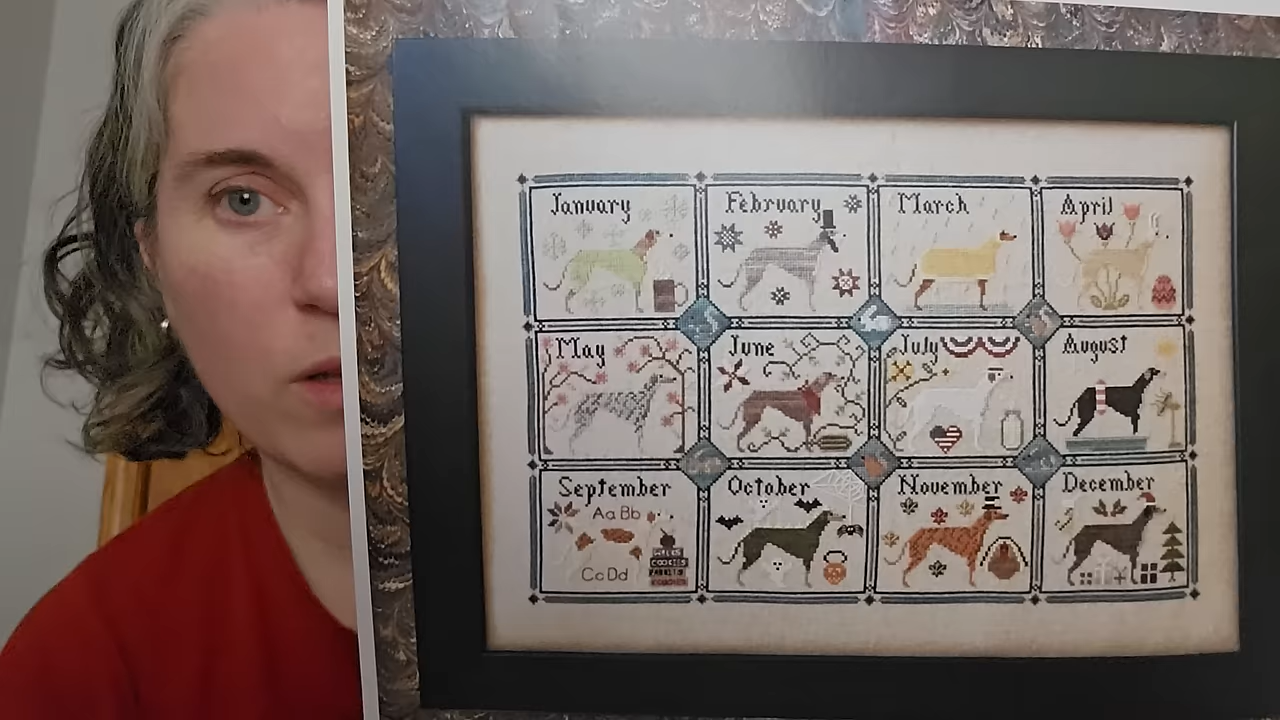 January
February
March
April
May
June
July
August
September
Aa Bb
Cc Dd
October
November
December